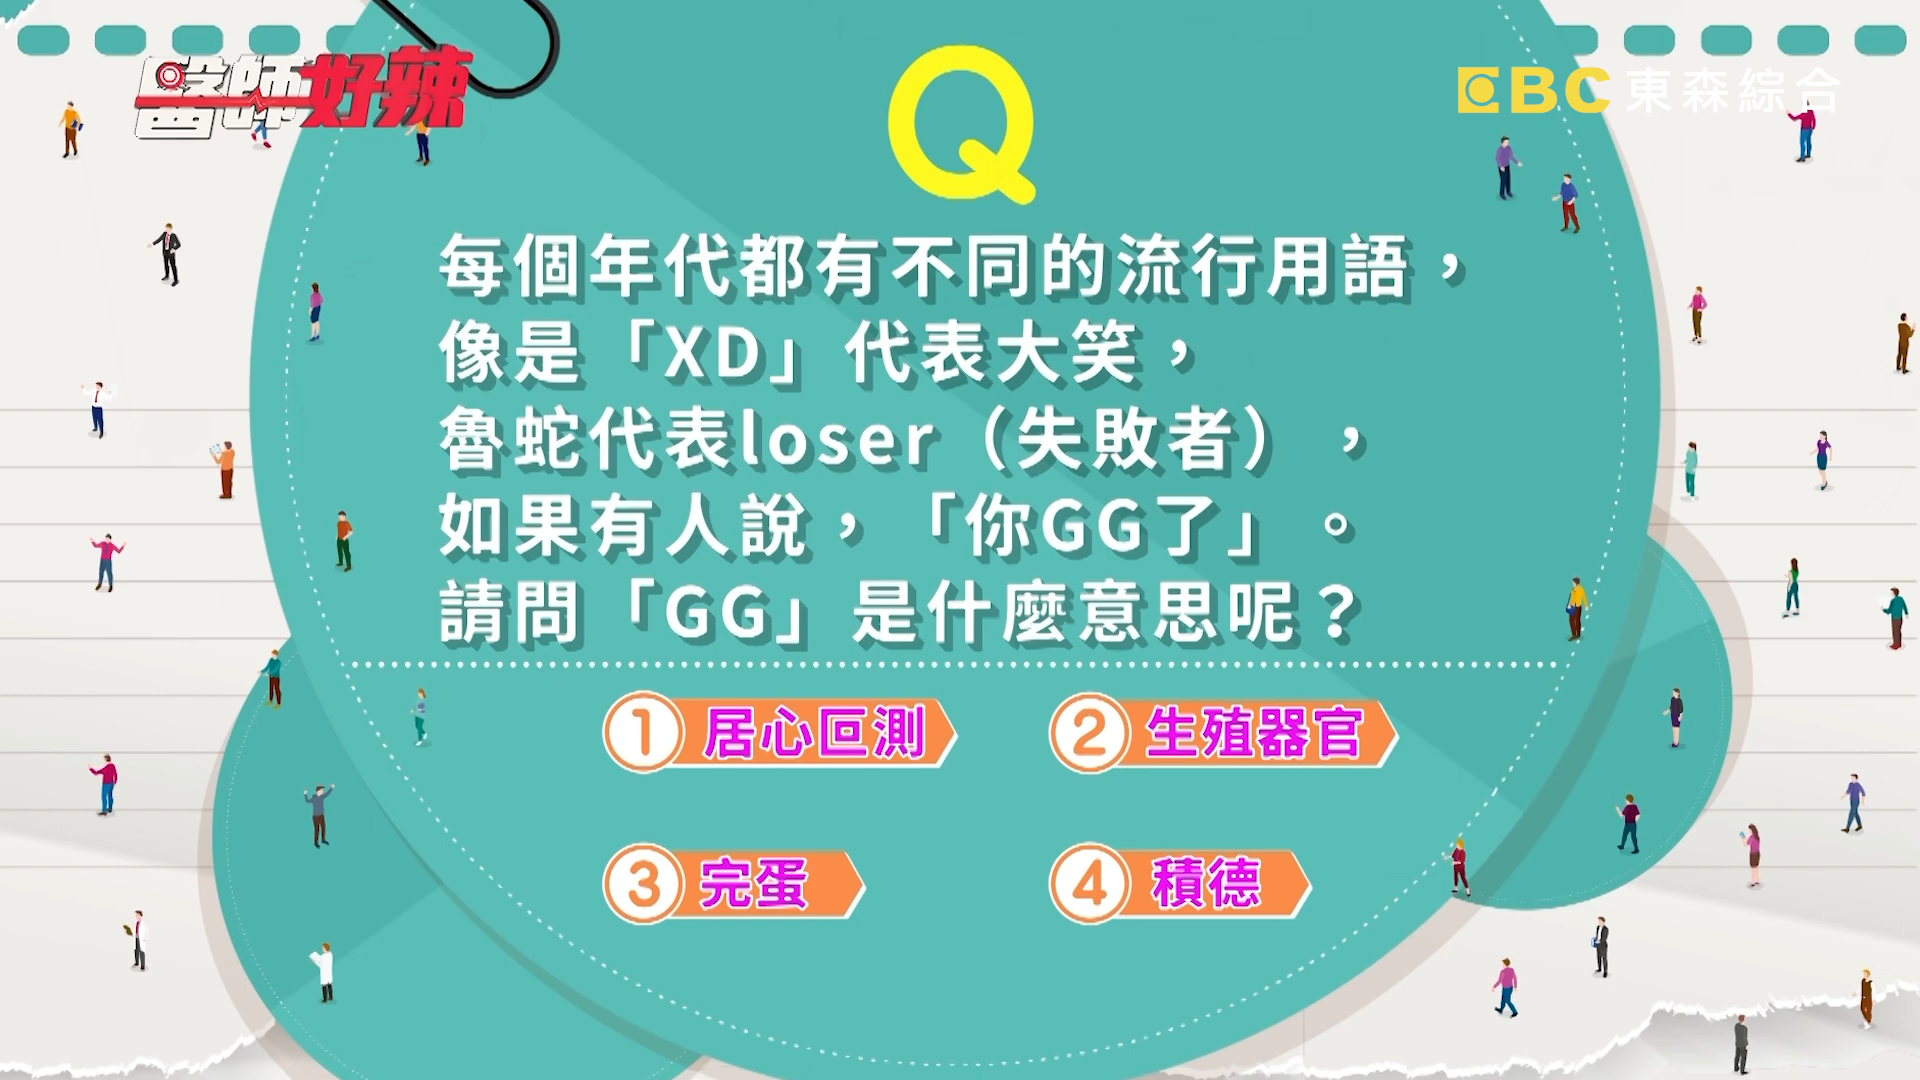 醫師好辣
EBC 東森綜合
Q
每個年代都有不同的流行用語，
像是「XD」代表大笑，
魯蛇代表loser（失敗者），
如果有人說，「你GG了」。
請問「GG」是什麼意思呢？
1 居心叵測
2 生殖器官
3 完蛋
4 積德